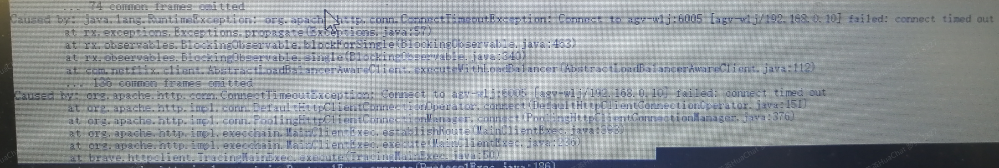 ... 74 common frames omitted
Caused by: java.lang.RuntimeException: org.apach http.conn.ConnectTimeoutException: Connect to agv-wlj:6005 [agv-wlj/192.168.0.10] failed: connect timed out
at rx.exceptions.Exceptions.propagate(Exceptions.java:57)
at rx.observables.BlockingObservable.blockForSingle(BlockingObservable.java:463)
at rx.observables.BlockingObservable.single(BlockingObservable.java:340)
at com.netflix.client.AbstractLoadBalancerAwareClient.executeWithLoadBalancer(AbstractLoadBalancerAwareClient.java:112)
... 136 common frames omitted
Caused by: org.apache.http.conn.ConnectTimeoutException: Connect to agv-wlj:6005 [agv-wlj/192.168.0.10] failed: connect timed out
at org.apache.http.impl.conn.DefaultHttpClientConnectionOperator.connect(DefaultHttpClientConnectionOperator.java:151)
at org.apache.http.impl.conn.PoolingHttpClientConnectionManager.connect(PoolingHttpClientConnectionManager.java:376)
at org.apache.http.impl.execchain.MainClientExec.establishRoute(MainClientExec.java:393)
at org.apache.http.impl.execchain.MainClientExec.execute(MainClientExec.java:236)
at brave.httpclient.TracingMainExec.execute(TracingMainExec.java:50)
(ProtocolExec.java:186)